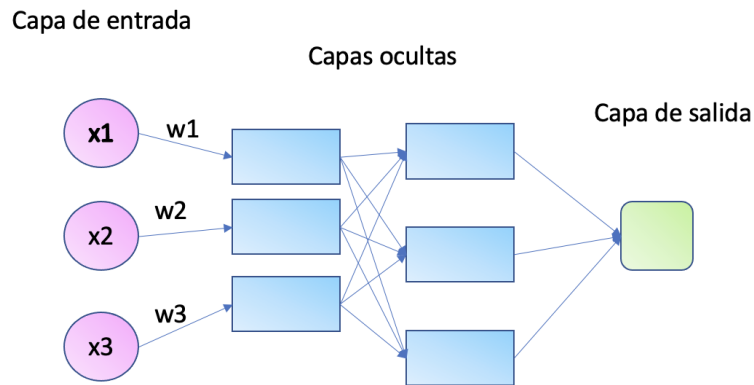 Capa de entrada
Capas ocultas
Capa de salida
x1
w1
x2
w2
x3
w3